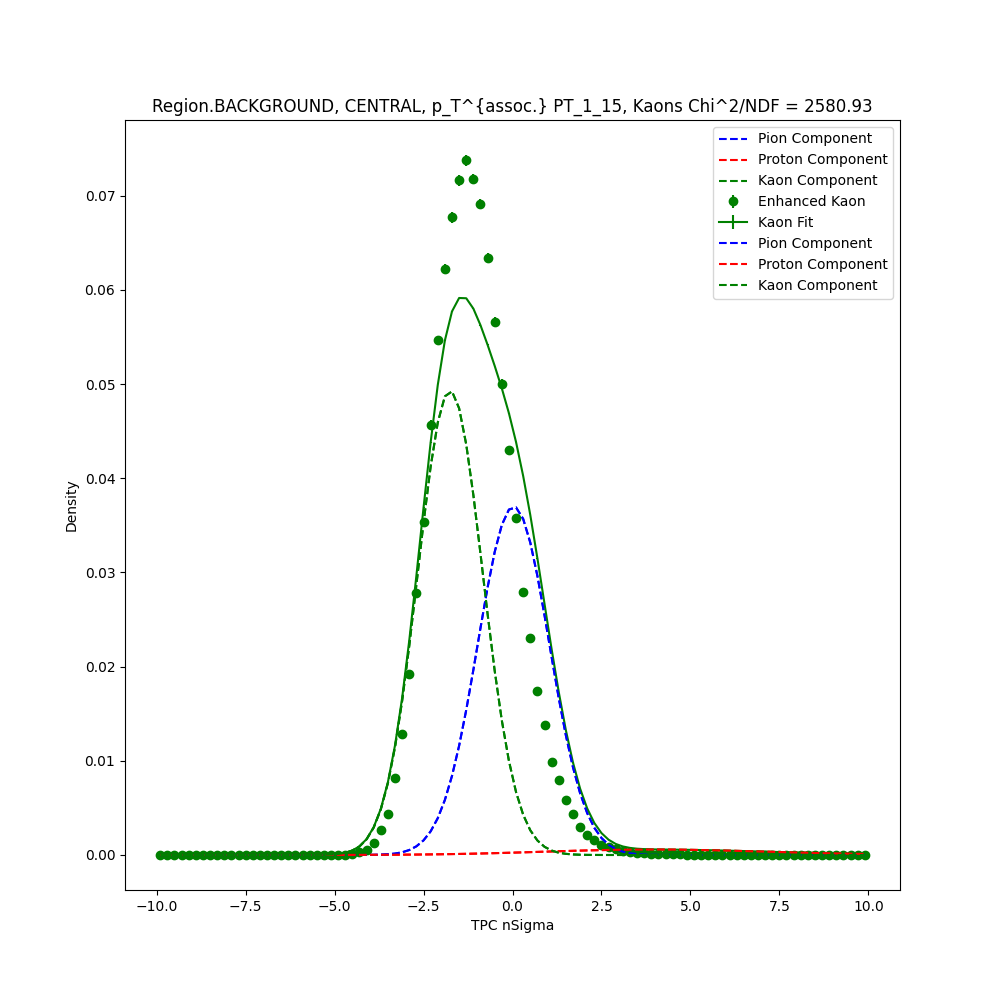 Region.BACKGROUND, CENTRAL, p_T^{assoc.} PT_1_15, Kaons Chi^2/NDF = 2580.93
Pion Component
Proton Component
Kaon Component
Enhanced Kaon
Kaon Fit
Pion Component
Proton Component
Kaon Component
0.07
0.06
0.05
0.04
0.03
0.02
0.01
0.00
Density
−10.0 −7.5 −5.0 −2.5 0.0 2.5 5.0 7.5 10.0
TPC nSigma